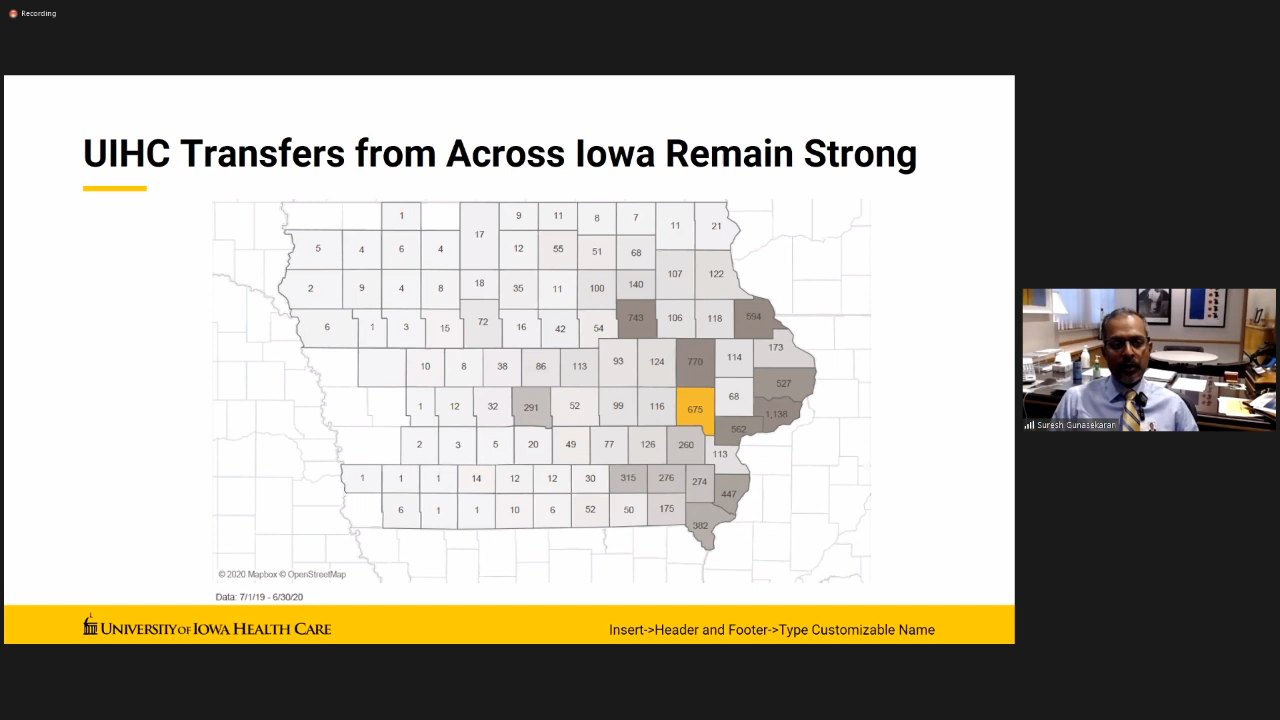 Recording
UIHC Transfers from Across Iowa Remain Strong
1 9 11 8 7 11 21
17
5 4 6 4 12 55 51 68
107 122
2 9 4 8 18 35 11 100 140
6 1 3 15 72 16 42 54 743 106 118 594
173
10 8 38 86 113 93 124 770 114
527
1 12 32 291 52 99 116 675 68
1,138
562
2 3 5 20 49 77 126 260
113
1 1 1 14 12 12 30 315 276 274
447
6 1 1 10 6 52 50 175
382
© 2020 Mapbox © OpenStreetMap
Data: 7/1/19 - 6/30/20
UNIVERSITY OF IOWA HEALTH CARE
Insert->Header and Footer->Type Customizable Name
Suresh Gunasekaran